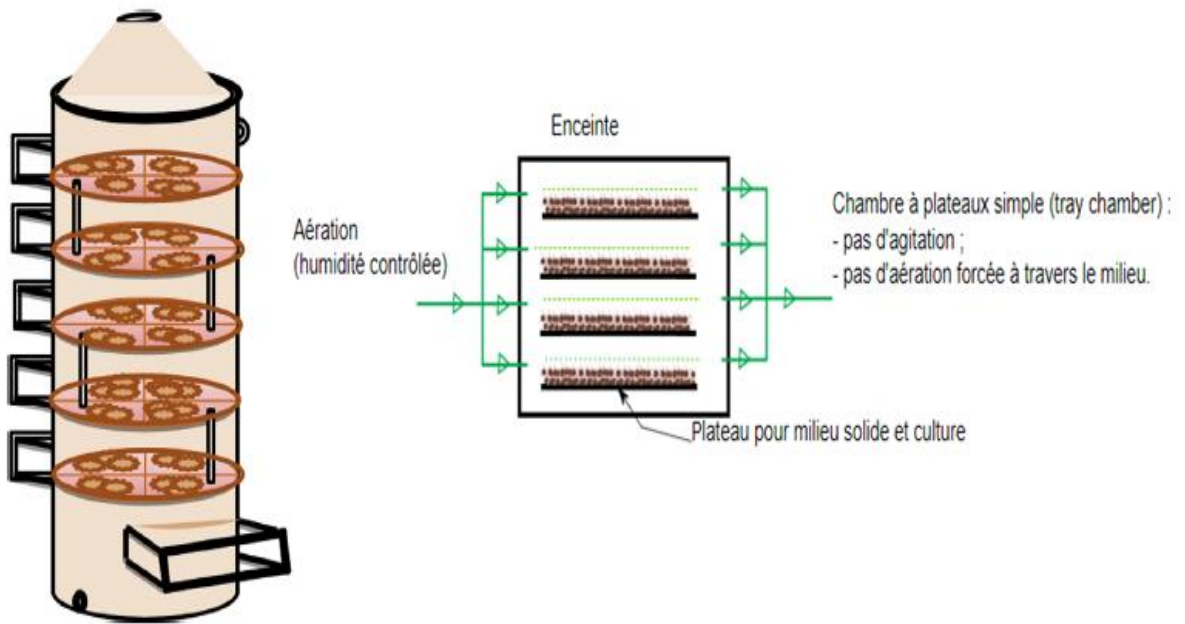 Enceinte
Aération
(humidité contrôlée)
Chambre à plateaux simple (tray chamber) :
- pas d'agitation ;
- pas d'aération forcée à travers le milieu.
Plateau pour milieu solide et culture